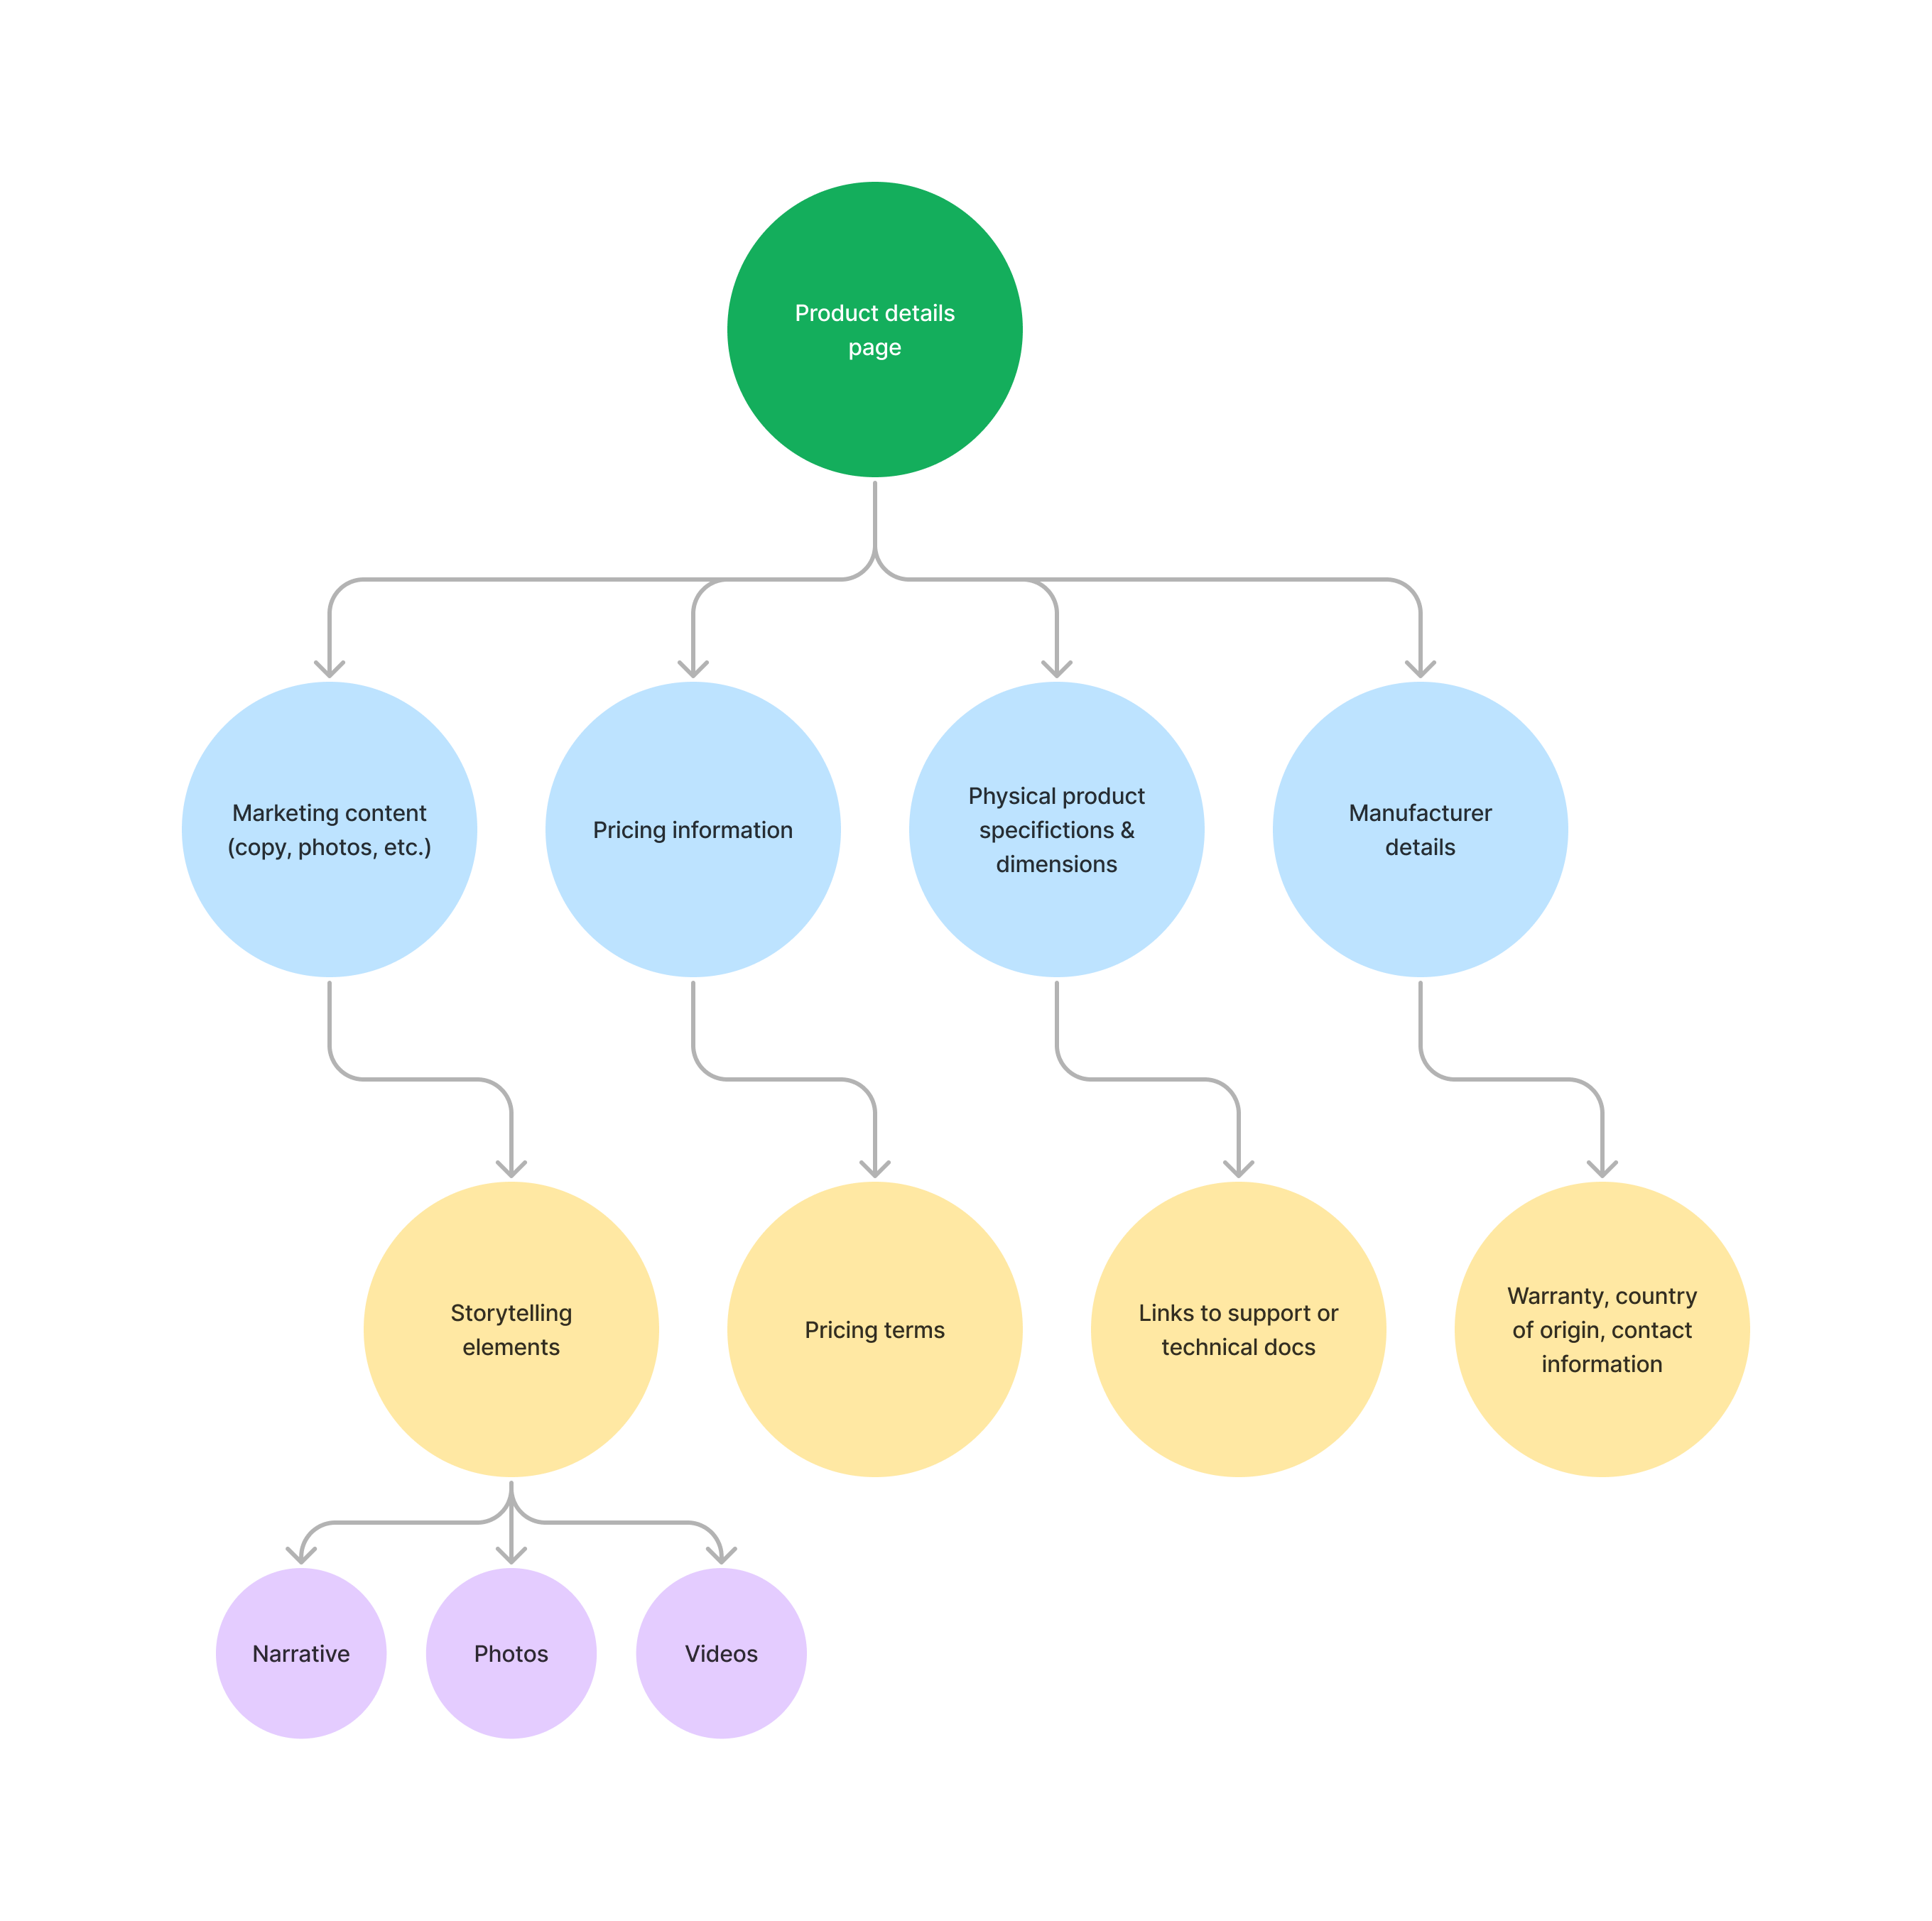 Product details
page
Marketing content
(copy, photos, etc.)
Pricing information
Physical product
specifictions &
dimensions
Manufacturer
details
Storytelling
elements
Pricing terms
Links to support or
technical docs
Warranty, country
of origin, contact
information
Narrative
Photos
Videos